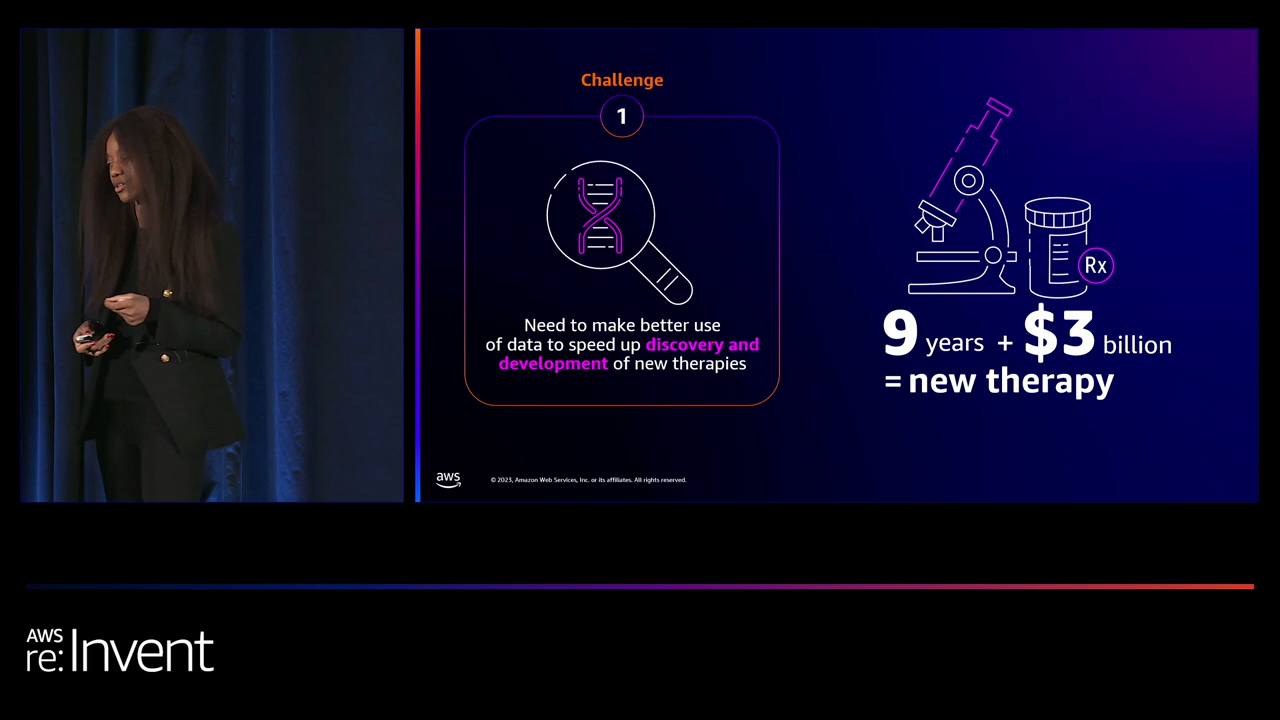 Challenge
1
Need to make better use
of data to speed up discovery and
development of new therapies
Rx
9 years + $3 billion
= new therapy
aws
© 2023, Amazon Web Services, Inc. or its affiliates. All rights reserved.
AWS
re:Invent